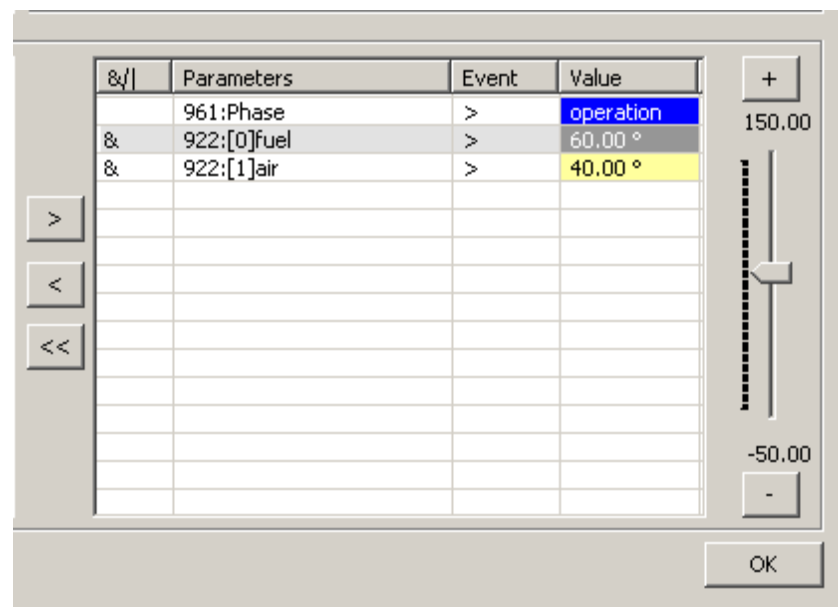 &/| Parameters Event Value
961:Phase > operation
& 922:[0]fuel > 60.00 °
& 922:[1]air > 40.00 °
>
<
<<
+
150.00
-50.00
-
OK